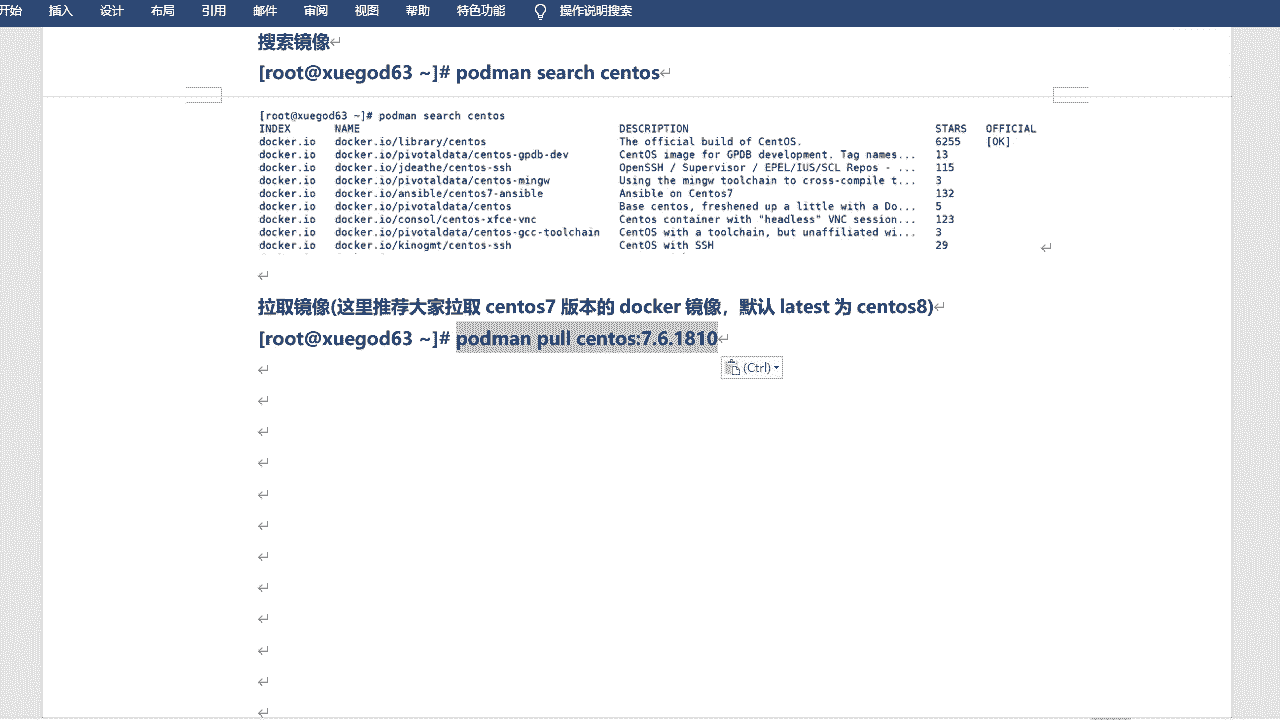 开始 插入 设计 布局 引用 邮件 审阅 视图 帮助 特色功能 操作说明搜索
搜索镜像
[root@xuegod63 ~]# podman search centos
[root@xuegod63 ~]# podman search centos
INDEX NAME DESCRIPTION STARS OFFICIAL
docker.io docker.io/library/centos The official build of CentOS. 6255 [OK]
docker.io docker.io/pivotaldata/centos-gpdb-dev CentOS image for GPDB development. Tag names... 13
docker.io docker.io/jdeathe/centos-ssh OpenSSH / Supervisor / EPEL/IUS/SCL Repos - ... 115
docker.io docker.io/pivotaldata/centos-mingw Using the mingw toolchain to cross-compile t... 3
docker.io docker.io/ansible/centos7-ansible Ansible on Centos7 132
docker.io docker.io/pivotaldata/centos Base centos, freshened up a little with a Do... 5
docker.io docker.io/consol/centos-xfce-vnc Centos container with "headless" VNC session... 123
docker.io docker.io/pivotaldata/centos-gcc-toolchain CentOS with a toolchain, but unaffiliated wi... 3
docker.io docker.io/kinogmt/centos-ssh CentOS with SSH 29
拉取镜像(这里推荐大家拉取 centos7 版本的 docker 镜像，默认 latest 为 centos8)
[root@xuegod63 ~]# podman pull centos:7.6.1810
(Ctrl)